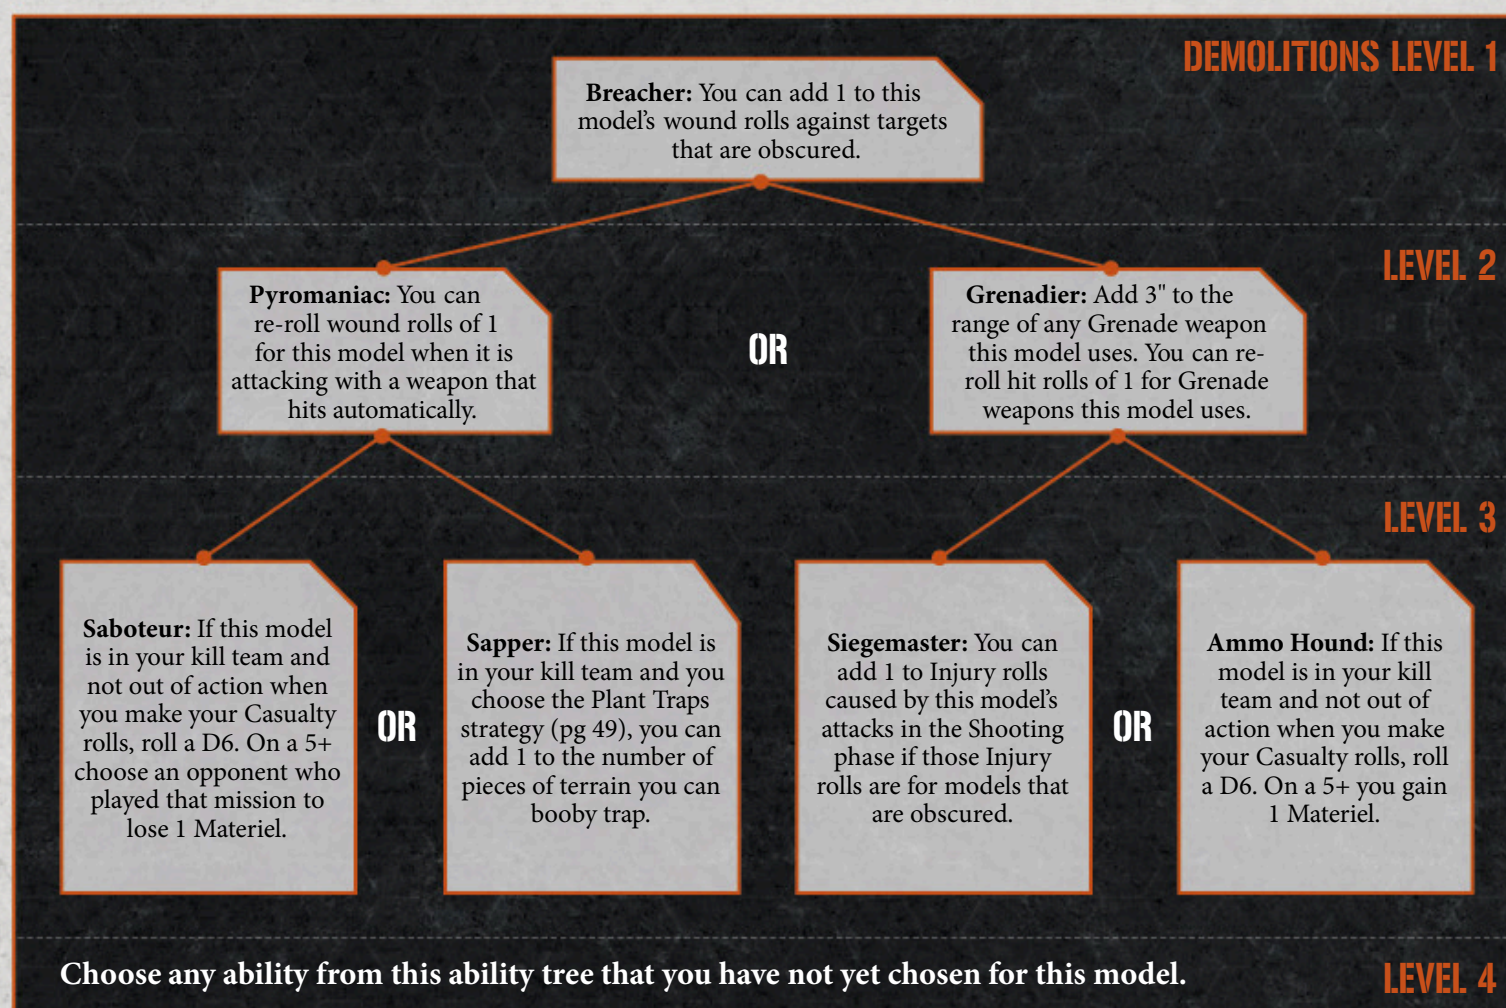 DEMOLITIONS LEVEL 1
Breacher: You can add 1 to this
model's wound rolls against targets
that are obscured.
LEVEL 2
Pyromaniac: You can
re-roll wound rolls of 1
for this model when it is
attacking with a weapon that
hits automatically.
OR
Grenadier: Add 3" to the
range of any Grenade weapon
this model uses. You can re-
roll hit rolls of 1 for Grenade
weapons this model uses.
LEVEL 3
Saboteur: If this model
is in your kill team and
not out of action when
you make your Casualty
rolls, roll a D6. On a 5+
choose an opponent who
played that mission to
lose 1 Materiel.
OR
Sapper: If this model is
in your kill team and you
choose the Plant Traps
strategy (pg 49), you can
add 1 to the number of
pieces of terrain you can
booby trap.
Siegemaster: You can
add 1 to Injury rolls
caused by this model's
attacks in the Shooting
phase if those Injury
rolls are for models that
are obscured.
OR
Ammo Hound: If this
model is in your kill
team and not out of
action when you make
your Casualty rolls, roll
a D6. On a 5+ you gain
1 Materiel.
Choose any ability from this ability tree that you have not yet chosen for this model.
LEVEL 4